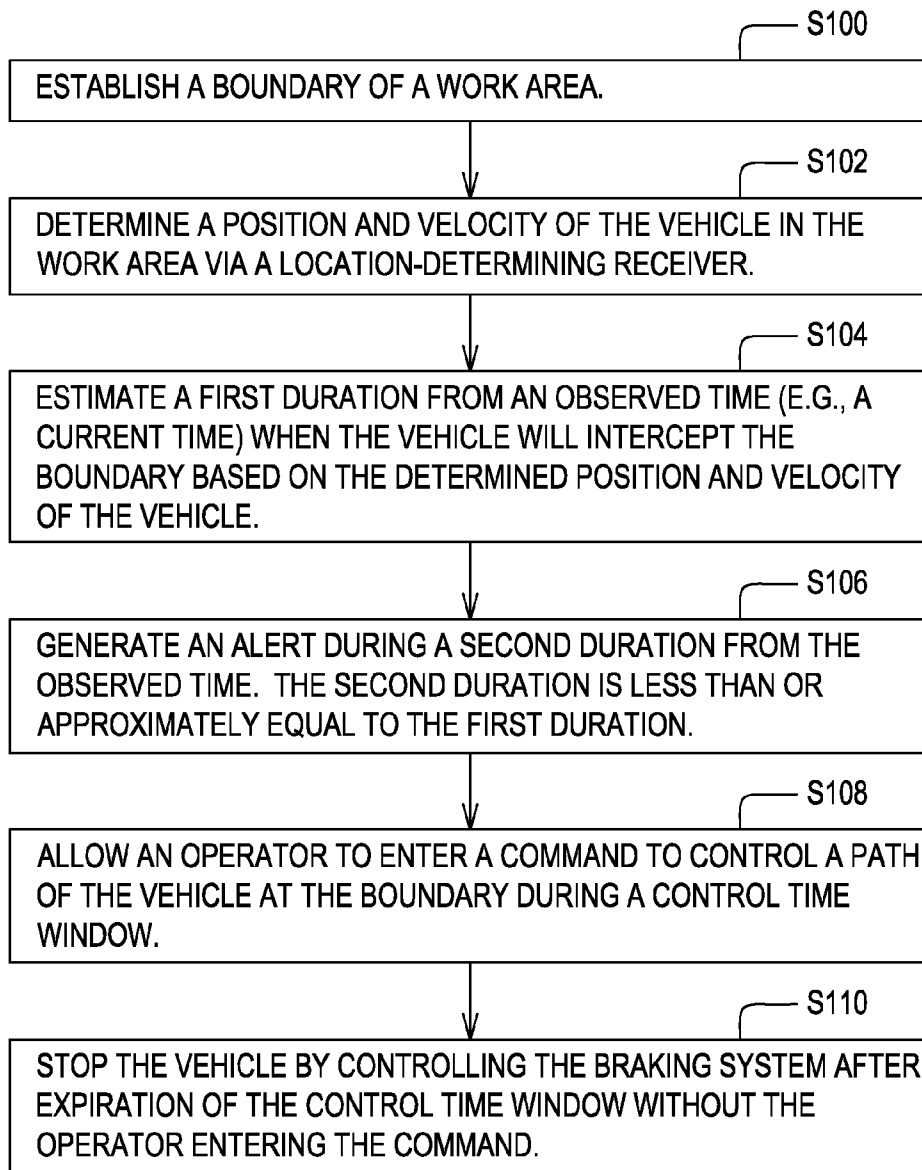 S100
ESTABLISH A BOUNDARY OF A WORK AREA.
S102
DETERMINE A POSITION AND VELOCITY OF THE VEHICLE IN THE
WORK AREA VIA A LOCATION-DETERMINING RECEIVER.
S104
ESTIMATE A FIRST DURATION FROM AN OBSERVED TIME (E.G., A
CURRENT TIME) WHEN THE VEHICLE WILL INTERCEPT THE
BOUNDARY BASED ON THE DETERMINED POSITION AND VELOCITY
OF THE VEHICLE.
S106
GENERATE AN ALERT DURING A SECOND DURATION FROM THE
OBSERVED TIME. THE SECOND DURATION IS LESS THAN OR
APPROXIMATELY EQUAL TO THE FIRST DURATION.
S108
ALLOW AN OPERATOR TO ENTER A COMMAND TO CONTROL A PATH
OF THE VEHICLE AT THE BOUNDARY DURING A CONTROL TIME
WINDOW.
S110
STOP THE VEHICLE BY CONTROLLING THE BRAKING SYSTEM AFTER
EXPIRATION OF THE CONTROL TIME WINDOW WITHOUT THE
OPERATOR ENTERING THE COMMAND.